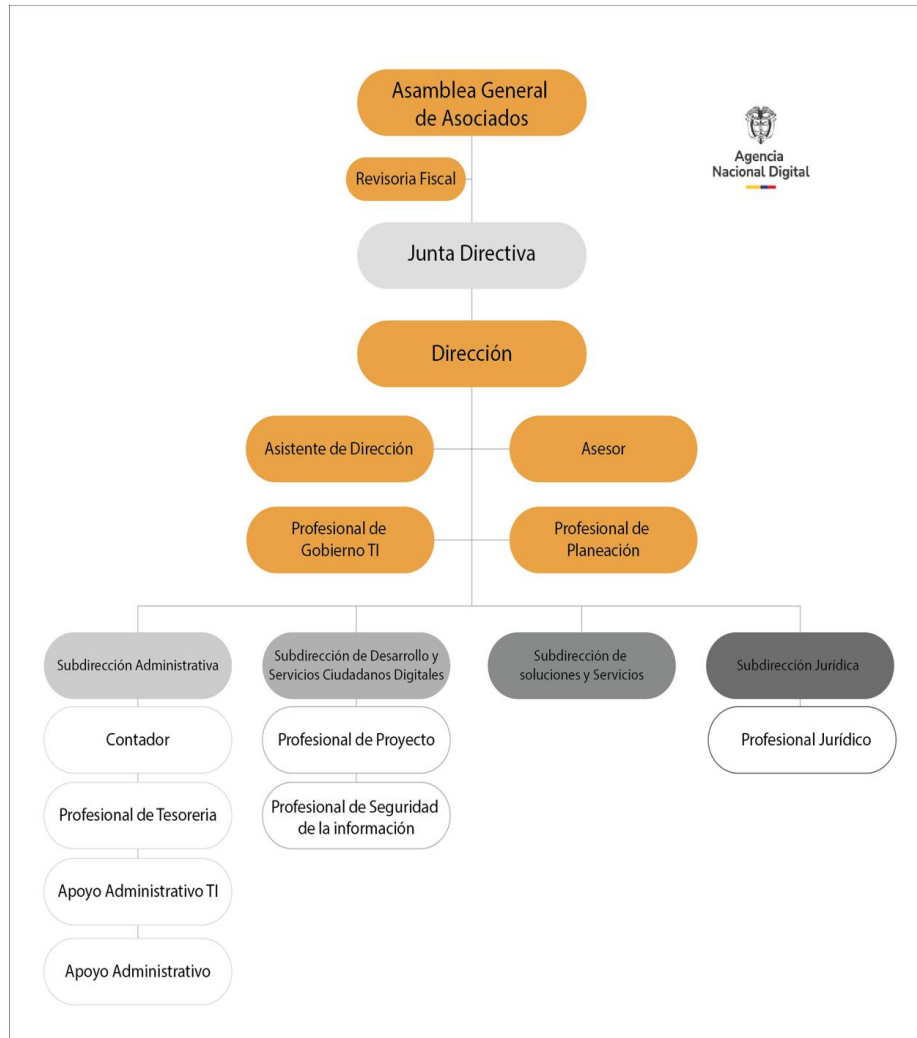 Asamblea General
de Asociados
Agencia
Nacional Digital
Revisoria Fiscal
Junta Directiva
Dirección
Asistente de Dirección
Asesor
Profesional de
Gobierno TI
Profesional de
Planeación
Subdirección Administrativa
Subdirección de Desarrollo y
Servicios Ciudadanos Digitales
Subdirección de
soluciones y Servicios
Subdirección Jurídica
Contador
Profesional de Proyecto
Profesional Jurídico
Profesional de Tesoreria
Profesional de Seguridad
de la información
Apoyo Administrativo TI
Apoyo Administrativo